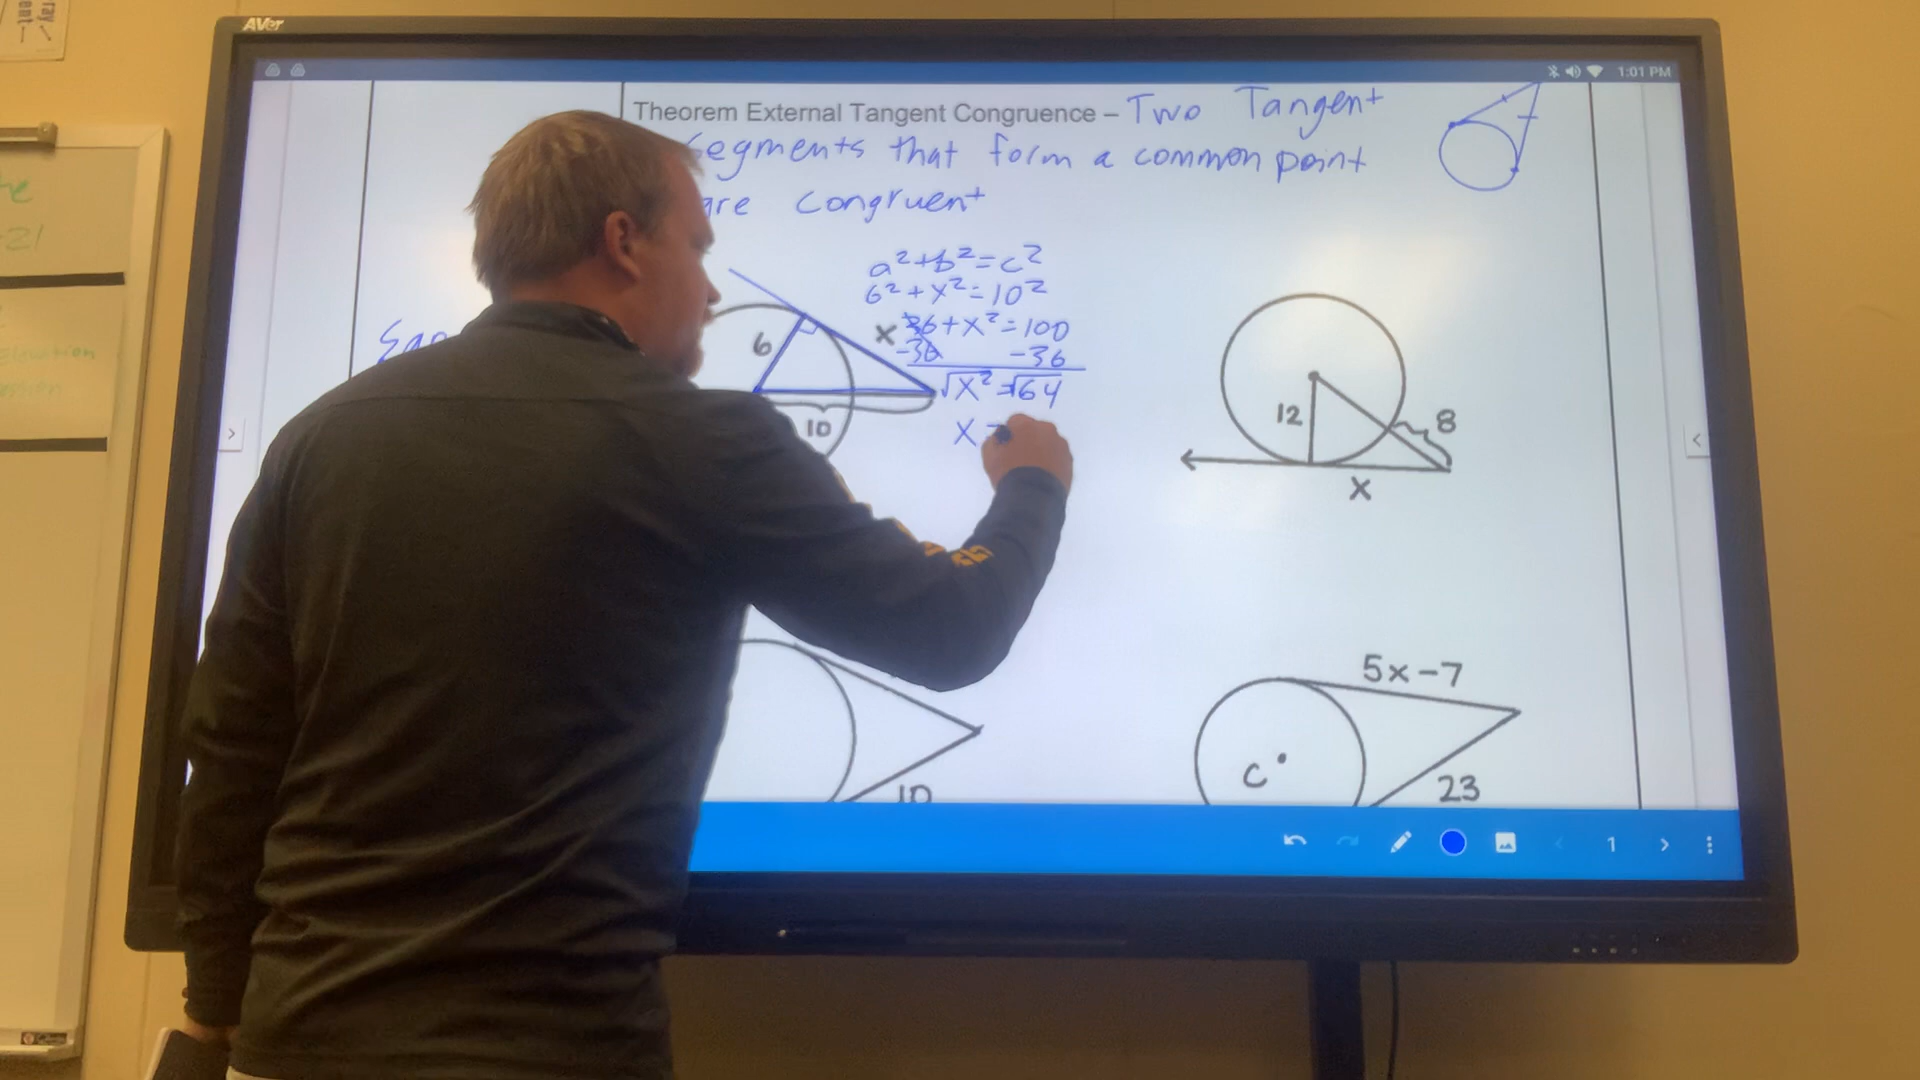 AVer
1:01 PM
Theorem External Tangent Congruence – Two Tangent
segments that form a common point
are congruent
a²+b²=c²
6²+x²=10²
36+x²=100
-36 -36
√x²=√64
x=
6
x
10
12
8
x
10
5x-7
C
23
1